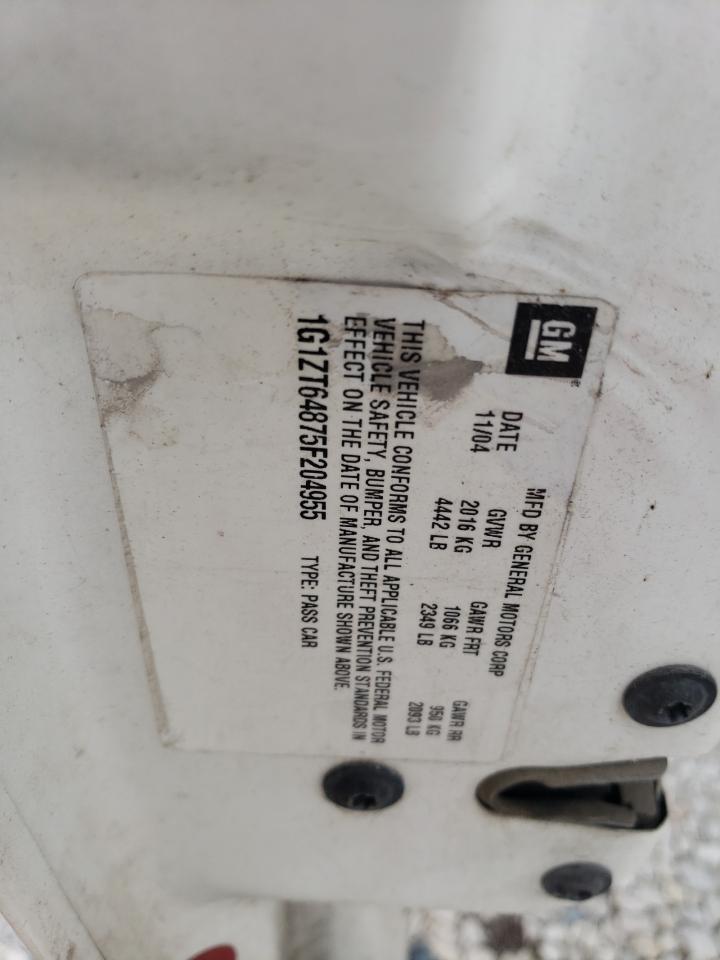 GM
MFD BY GENERAL MOTORS CORP
DATE GVWR GAWR FRT GAWR RR
11/04 2016 KG 1066 KG 950 KG
4442 LB 2349 LB 2093 LB
THIS VEHICLE CONFORMS TO ALL APPLICABLE U.S. FEDERAL MOTOR
VEHICLE SAFETY, BUMPER, AND THEFT PREVENTION STANDARDS IN
EFFECT ON THE DATE OF MANUFACTURE SHOWN ABOVE.
1G1ZT64875F204955 TYPE: PASS CAR